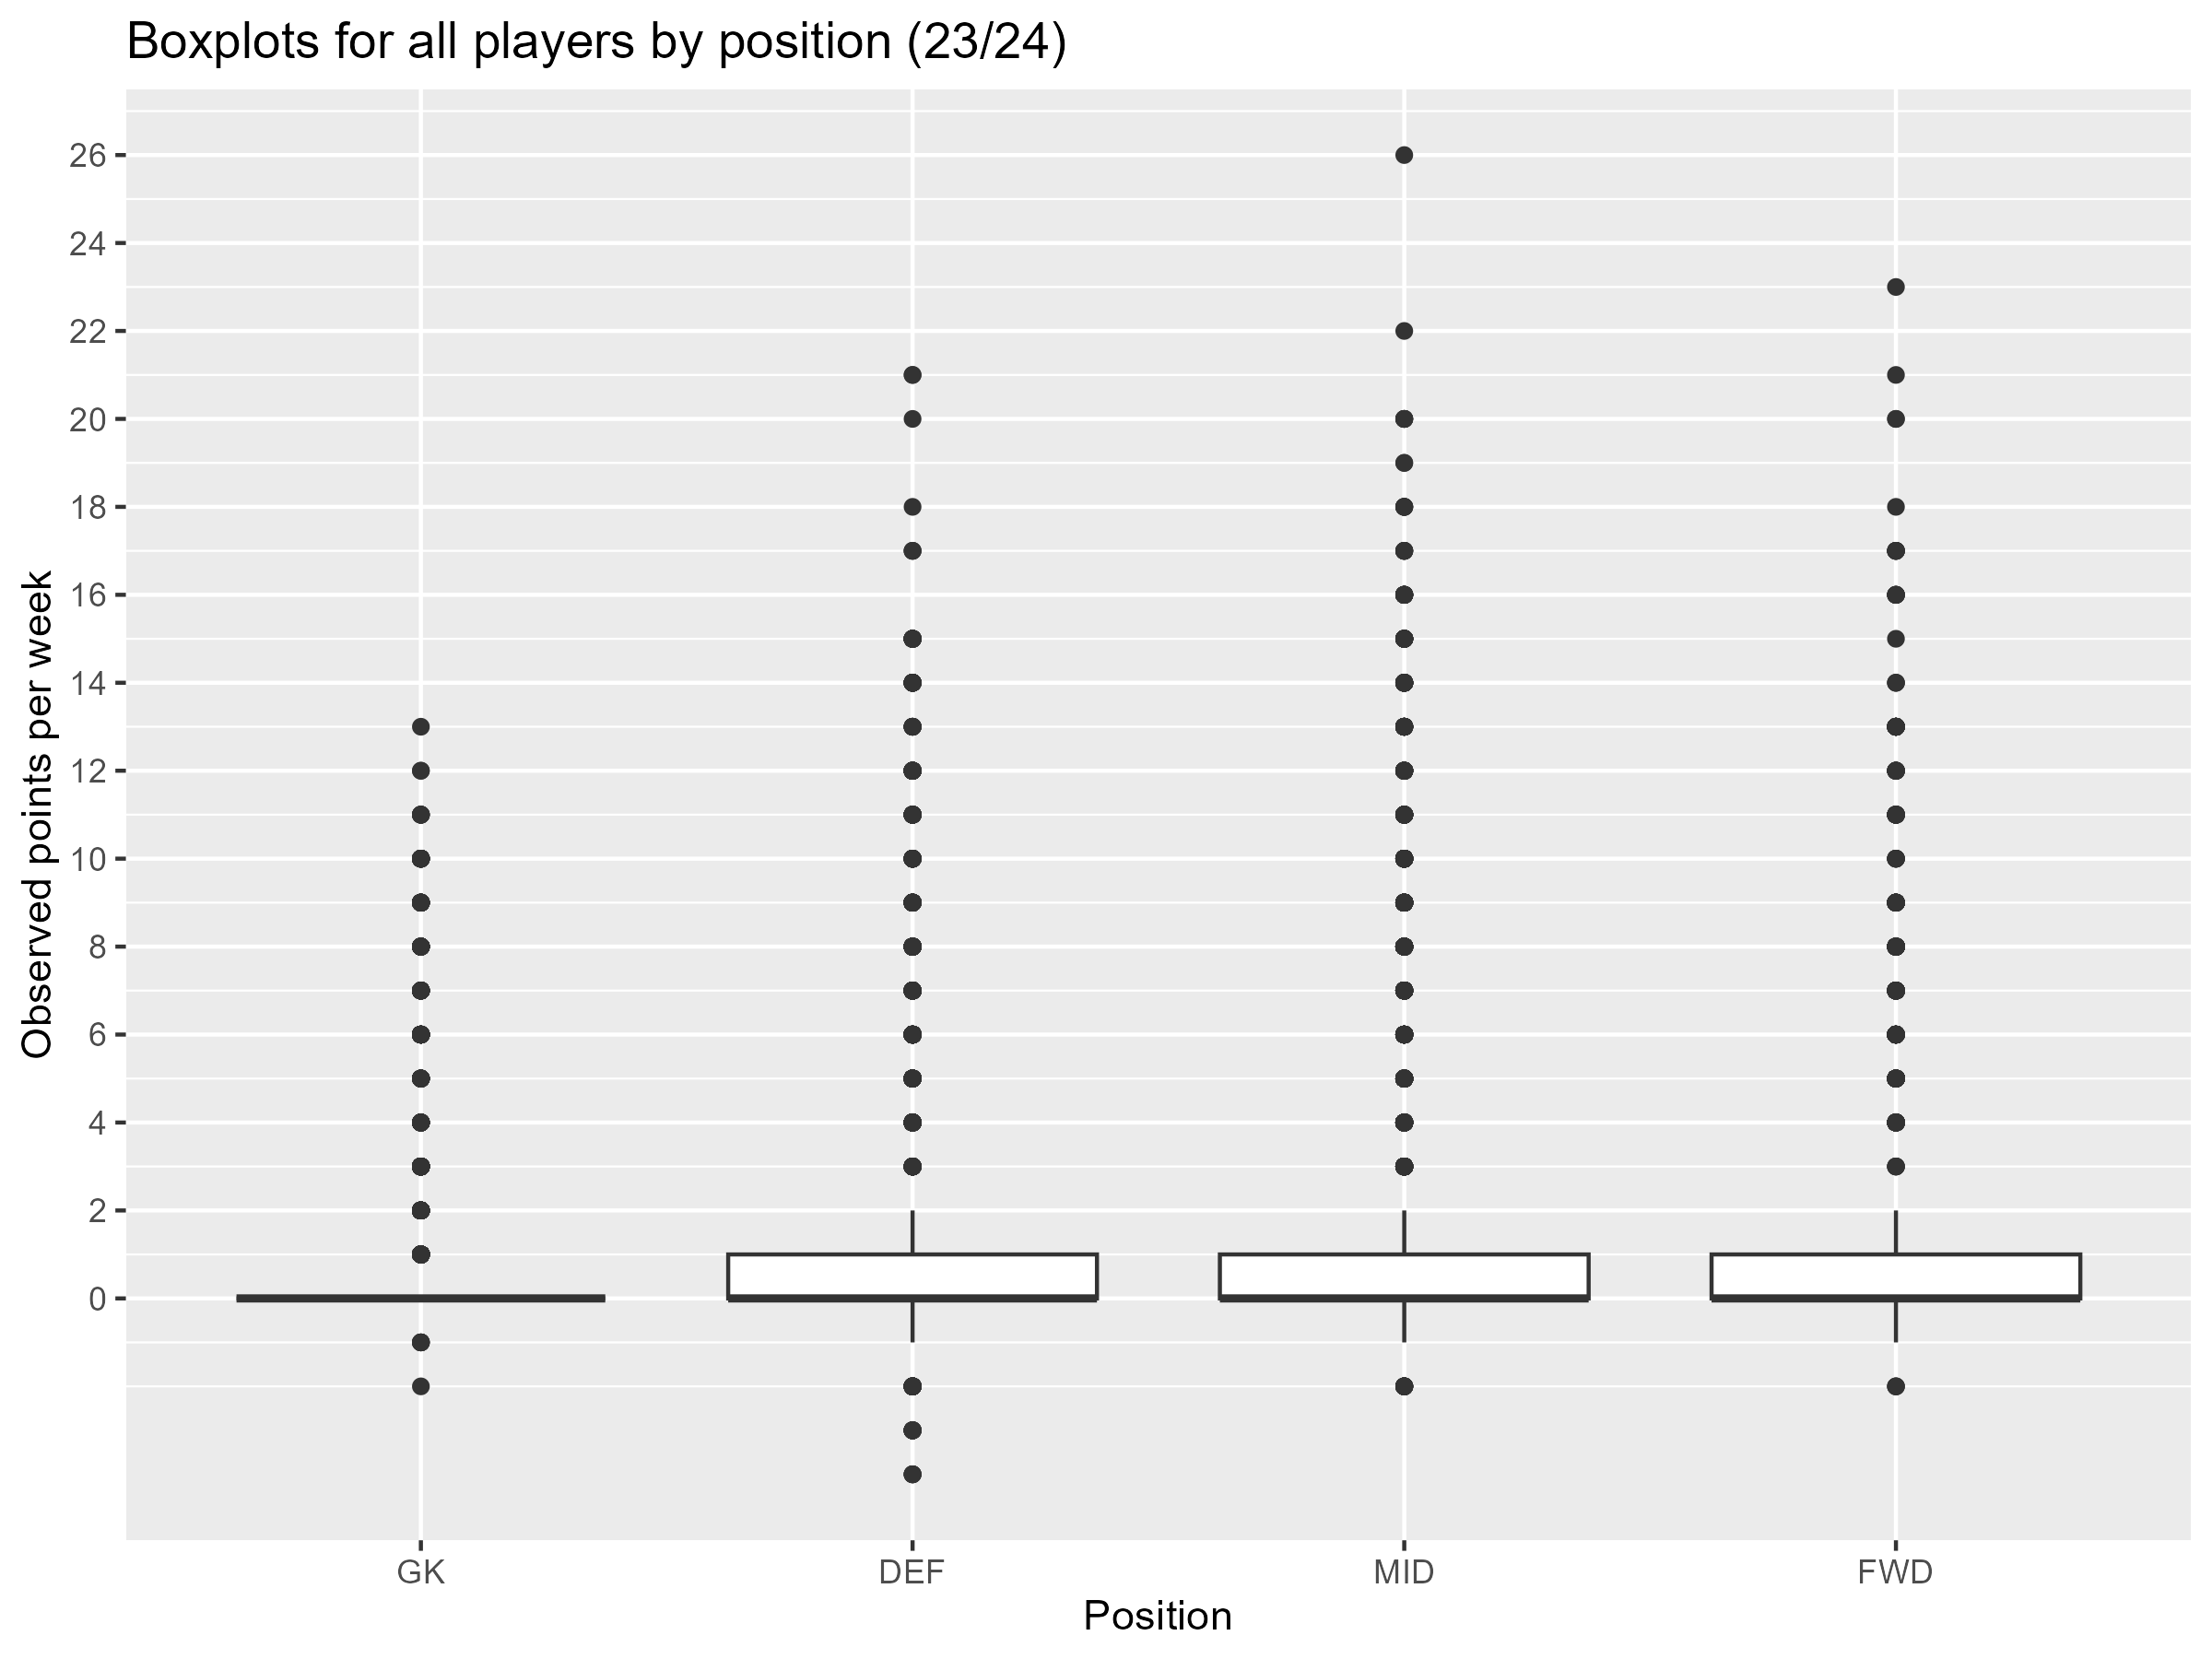 Boxplots for all players by position (23/24)
Observed points per week
26
24
22
20
18
16
14
12
10
8
6
4
2
0
GK
DEF
MID
FWD
Position